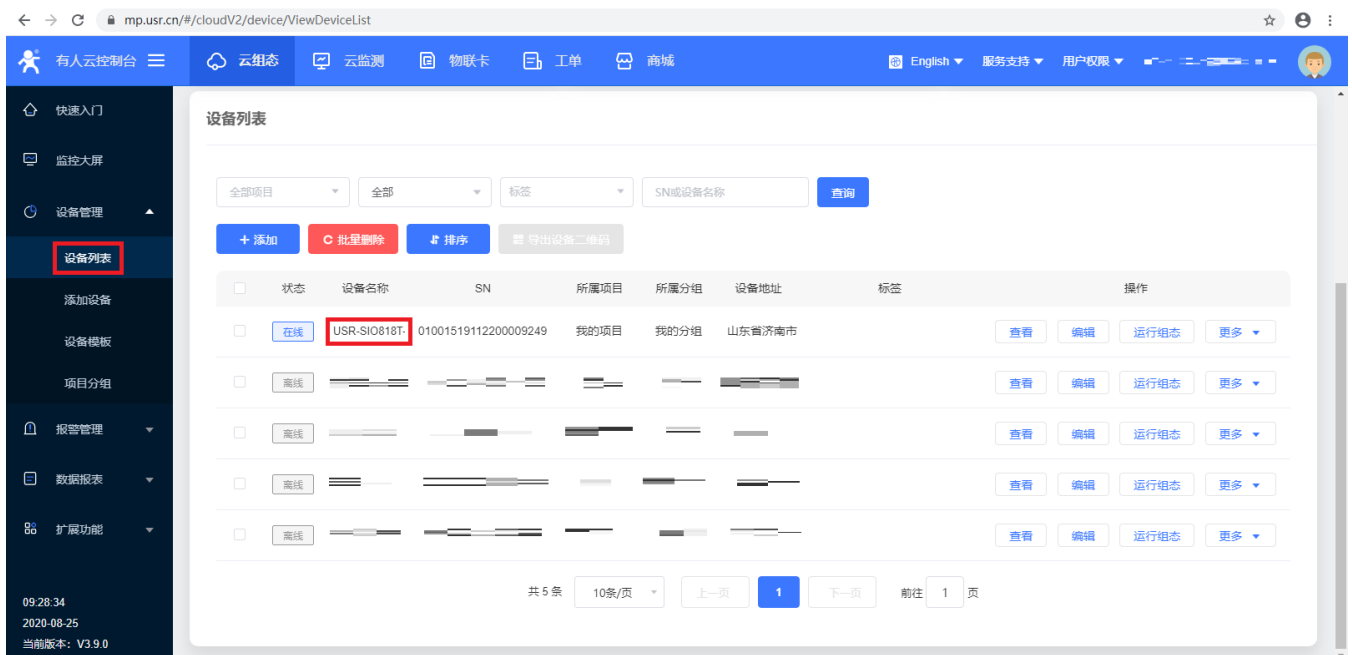 mp.usr.cn/#/cloudV2/device/ViewDeviceList
有人云控制台 云组态 云监测 物联卡 工单 商城 English 服务支持 用户权限
快速入门
监控大屏
设备管理
设备列表
添加设备
设备模板
项目分组
报警管理
数据报表
扩展功能
09:28:34
2020-08-25
当前版本：V3.9.0
设备列表
全部项目 全部 标签 SN或设备名称 查询
+ 添加 批量删除 排序 导出设备二维码
状态 设备名称 SN 所属项目 所属分组 设备地址 标签 操作
在线 USR-SIO818T- 01001519112200009249 我的项目 我的分组 山东省济南市 查看 编辑 运行组态 更多
离线 查看 编辑 运行组态 更多
离线 查看 编辑 运行组态 更多
离线 查看 编辑 运行组态 更多
离线 查看 编辑 运行组态 更多
共 5 条 10条/页 上一页 1 下一页 前往 1 页